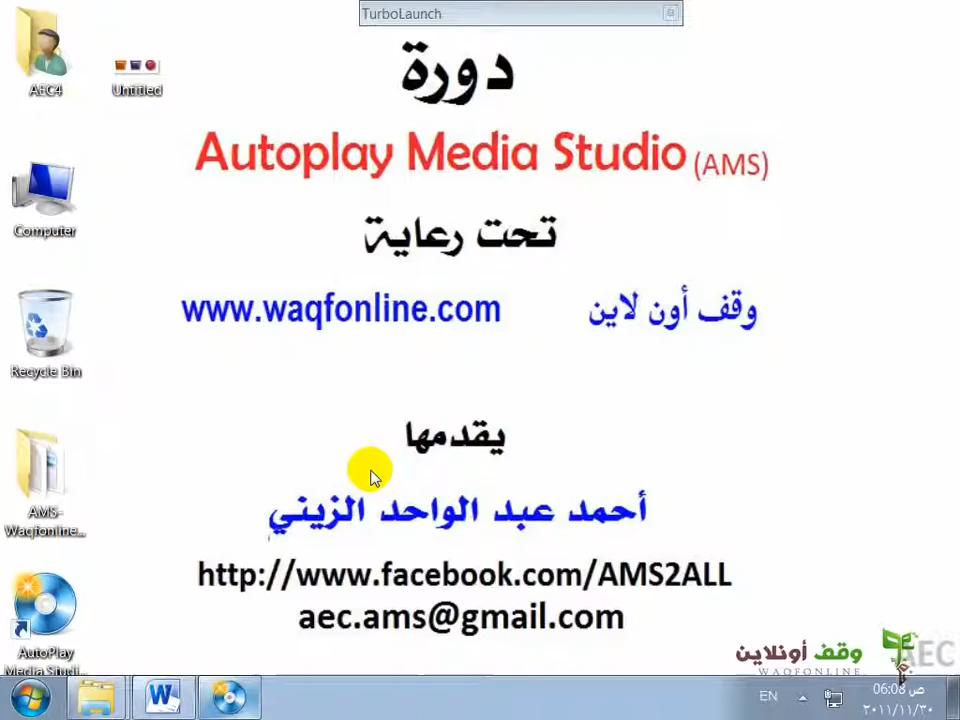 TurboLaunch
AEC4
Untitled
دورة
Autoplay Media Studio (AMS)
تحت رعاية
Computer
وقف أون لاين www.waqfonline.com
Recycle Bin
يقدمها
AMS-
Waqfonline...
أحمد عبد الواحد الزيني
http://www.facebook.com/AMS2ALL
aec.ams@gmail.com
AutoPlay
Media Studi...
وقف أونلاين
WAQFONLINE
AEC
EN
06:08 ص
٢٠١١/١١/٣٠